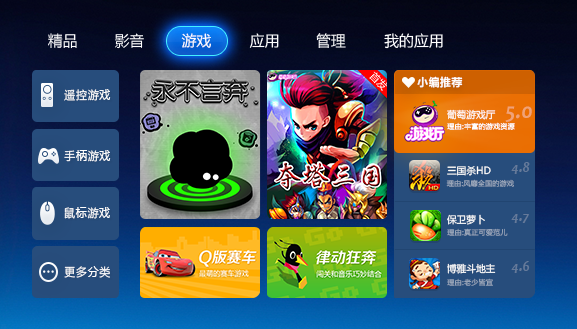 精品 影音 游戏 应用 管理 我的应用
遥控游戏
手柄游戏
鼠标游戏
更多分类
永不言弃
首发
夺塔三国
Q版赛车
最萌的赛车游戏
律动狂奔
闯关和音乐巧妙结合
小编推荐
游戏厅
葡萄游戏厅 5.0
理由:丰富的游戏资源
杀
HD
三国杀HD 4.8
理由:风靡全国的游戏
保卫萝卜 4.7
理由:真正可爱范儿
博雅斗地主 4.6
理由:老少皆宜